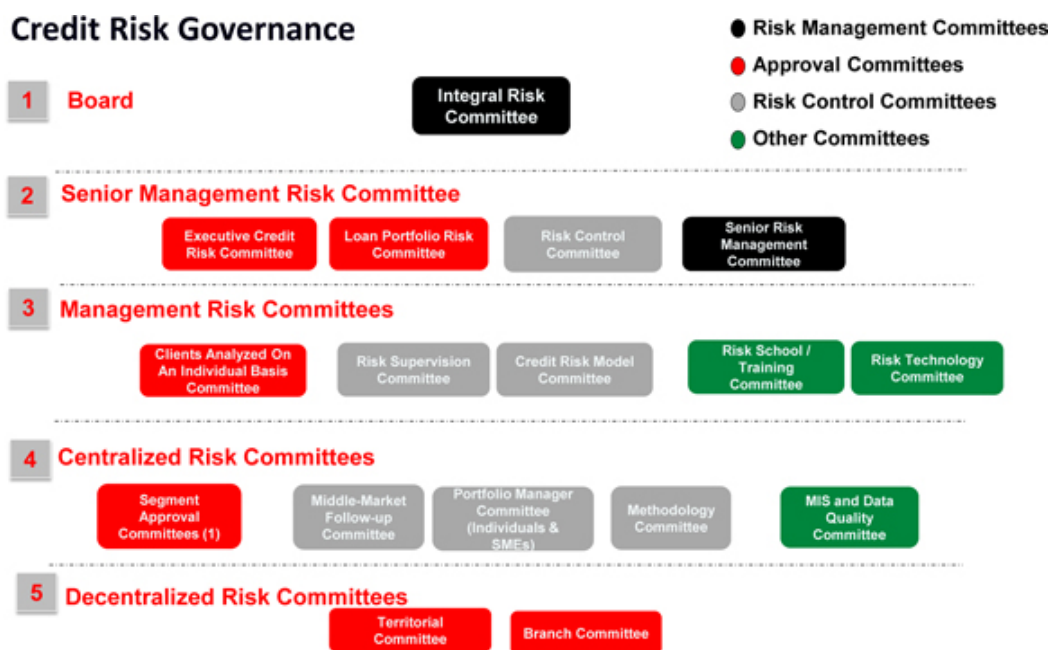 Credit Risk Governance
Risk Management Committees
Approval Committees
Risk Control Committees
Other Committees
1 Board
Integral Risk
Committee
2 Senior Management Risk Committee
Executive Credit
Risk Committee
Loan Portfolio Risk
Committee
Risk Control
Committee
Senior Risk
Management
Committee
3 Management Risk Committees
Clients Analyzed On
An Individual Basis
Committee
Risk Supervision
Committee
Credit Risk Model
Committee
Risk School /
Training
Committee
Risk Technology
Committee
4 Centralized Risk Committees
Segment
Approval
Committees (1)
Middle-Market
Follow-up
Committee
Portfolio Manager
Committee
(Individuals &
SMEs)
Methodology
Committee
MIS and Data
Quality
Committee
5 Decentralized Risk Committees
Territorial
Committee
Branch Committee